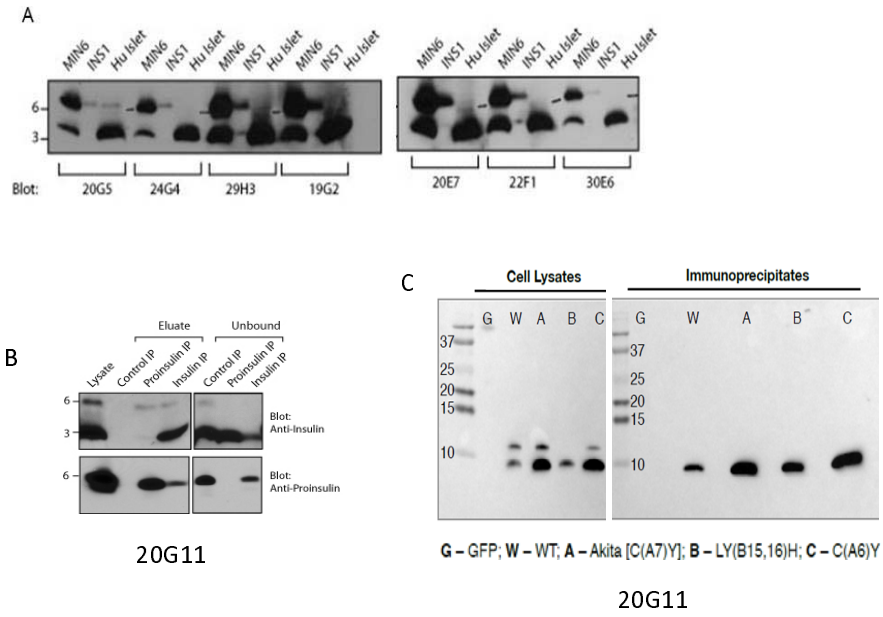 A
MIN6 INS1 Hu Islet MIN6 INS1 Hu Islet MIN6 INS1 Hu Islet MIN6 INS1 Hu Islet MIN6 INS1 Hu Islet MIN6 INS1 Hu Islet MIN6 INS1 Hu Islet
6
3
Blot: 20G5 24G4 29H3 19G2 20E7 22F1 30E6
B
Eluate Unbound
Lysate Control IP Proinsulin IP Insulin IP Control IP Proinsulin IP Insulin IP
6
3
Blot:
Anti-Insulin
6
Blot:
Anti-Proinsulin
20G11
C
Cell Lysates Immunoprecipitates
G W A B C G W A B C
37 37
25 25
20 20
15 15
10 10
G – GFP; W – WT; A – Akita [C(A7)Y]; B – LY(B15,16)H; C – C(A6)Y
20G11